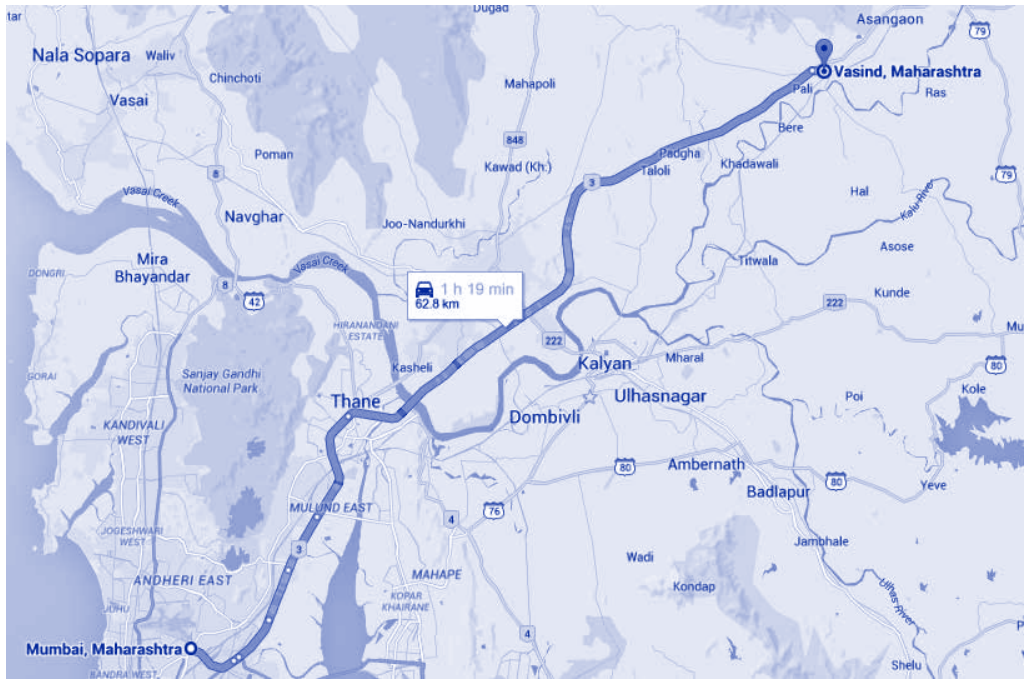 Dugad
Asangaon
79
Nala Sopara
Waliv
Chinchoti
Mahapoli
Vasind, Maharashtra
Pali
Ras
Vasai
Bere
848
Poman
Padgha
Khadawali
Kawad (Kh.)
Taloli
79
8
3
Vasai Creek
Hal
Navghar
Joo-Nandurkhi
Kalu River
Asose
Mira
Bhayandar
Vasai Creek
Titwala
DONGRI
8
42
1 h 19 min
62.8 km
Kunde
222
HIRANANDANI
ESTATE
222
Mharal
Kalyan
Kasheli
80
GORAI
Sanjay Gandhi
National Park
Kole
Thane
Ulhasnagar
Poi
Dombivli
KANDIVALI
WEST
80
Ambernath
80
Yeve
Badlapur
MULUND EAST
76
4
JOGESHWARI
WEST
Jambhale
3
Wadi
ANDHERI EAST
MAHAPE
Kondap
Ulhas River
KOPAR
KHAIRANE
JUHU
4
Mumbai, Maharashtra
BANDRA WEST
Shelu